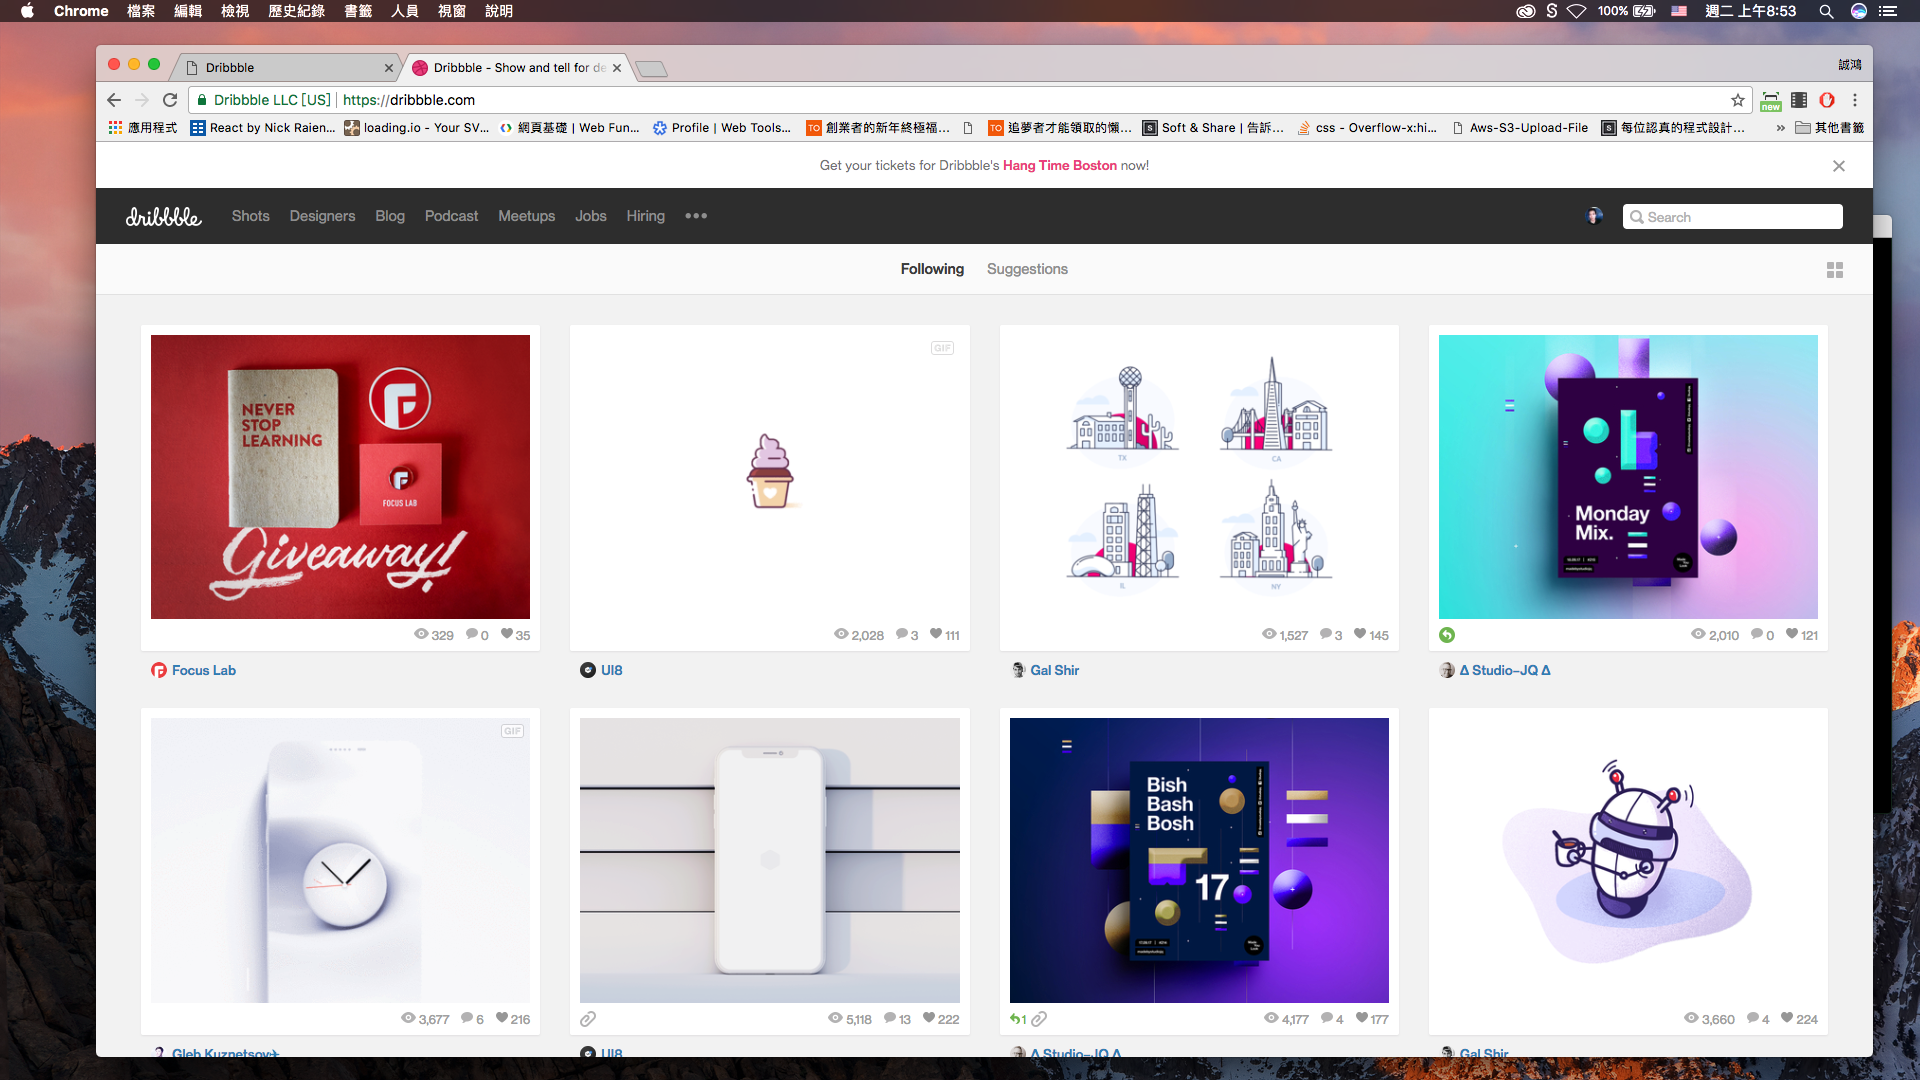 Chrome 檔案 編輯 檢視 歷史紀錄 書籤 人員 視窗 說明 100% 週二 上午8:53
Dribbble Dribbble - Show and tell for de 誠鴻
Dribbble LLC [US] https://dribbble.com new
應用程式 React by Nick Raien... loading.io - Your SV... 網頁基礎 | Web Fun... Profile | Web Tools... TO 創業者的新年終極福... TO 追夢者才能領取的懶... S Soft & Share | 告訴... css - Overflow-x:hi... Aws-S3-Upload-File S 每位認真的程式設計... » 其他書籤
Get your tickets for Dribbble's Hang Time Boston now!
dribbble Shots Designers Blog Podcast Meetups Jobs Hiring Search
Following Suggestions
NEVER
STOP
LEARNING
F
FOCUS LAB
Giveaway!
329 0 35
Focus Lab
GIF
2,028 3 111
UI8
TX
CA
IL
NY
1,527 3 145
Gal Shir
Monday
Mix.
2,010 0 121
Δ Studio–JQ Δ
GIF
3,677 6 216
Gleb Kuznetsov✈
5,118 13 222
UI8
Bish
Bash
Bosh
17
1 4,177 4 177
Δ Studio–JQ Δ
3,660 4 224
Gal Shir